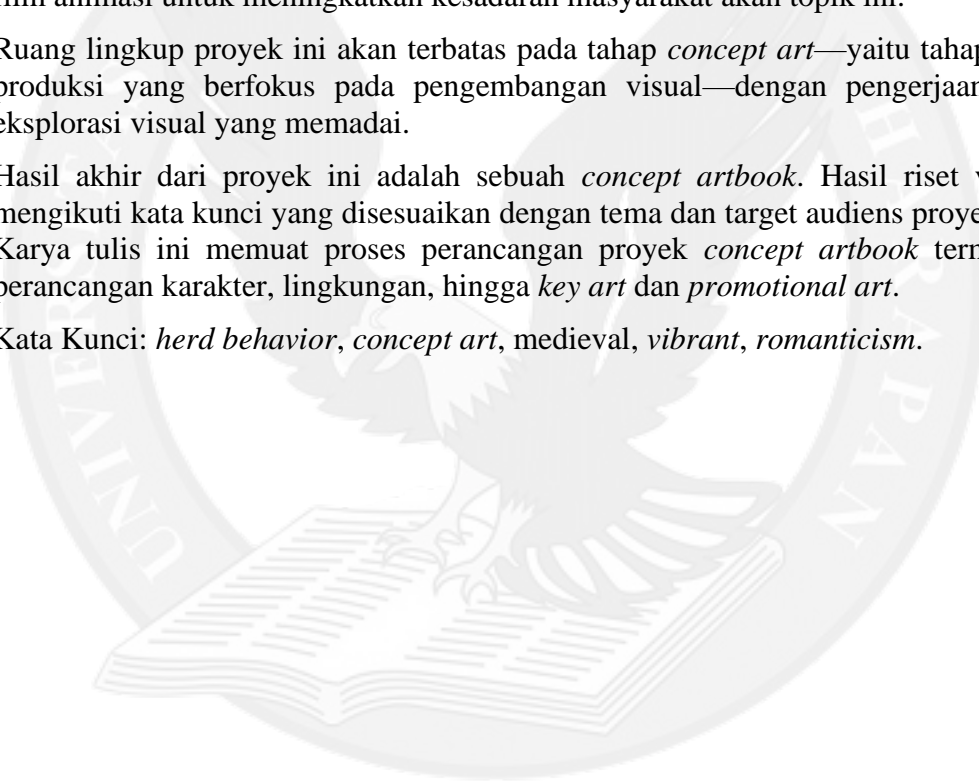 film animasi untuk meningkatkan kesadaran masyarakat akan topik ini.
Ruang lingkup proyek ini akan terbatas pada tahap concept art—yaitu tahap
produksi yang berfokus pada pengembangan visual—dengan pengerjaan
eksplorasi visual yang memadai.
Hasil akhir dari proyek ini adalah sebuah concept artbook. Hasil riset
mengikuti kata kunci yang disesuaikan dengan tema dan target audiens
Karya tulis ini memuat proses perancangan proyek concept artbook
perancangan karakter, lingkungan, hingga key art dan promotional art.
Kata Kunci: herd behavior, concept art, medieval, vibrant, romanticism.
HARAPAN